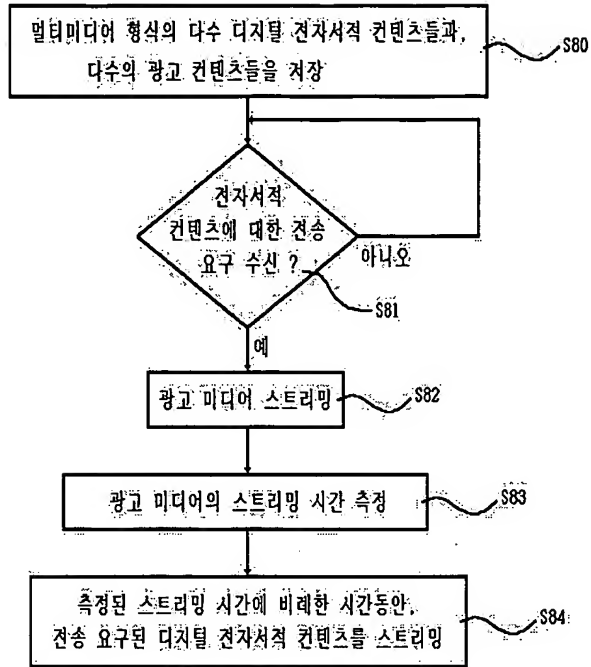 멀티미디어 형식의 다수 디지털 전자서적 컨텐츠들과,
다수의 광고 컨텐츠들을 저장
S80
전자서적
컨텐츠에 대한 전송
요구 수신 ?
아니오
S81
예
광고 미디어 스트리밍
S82
광고 미디어의 스트리밍 시간 측정
S83
측정된 스트리밍 시간에 비례한 시간동안,
전송 요구된 디지털 전자서적 컨텐츠를 스트리밍
S84